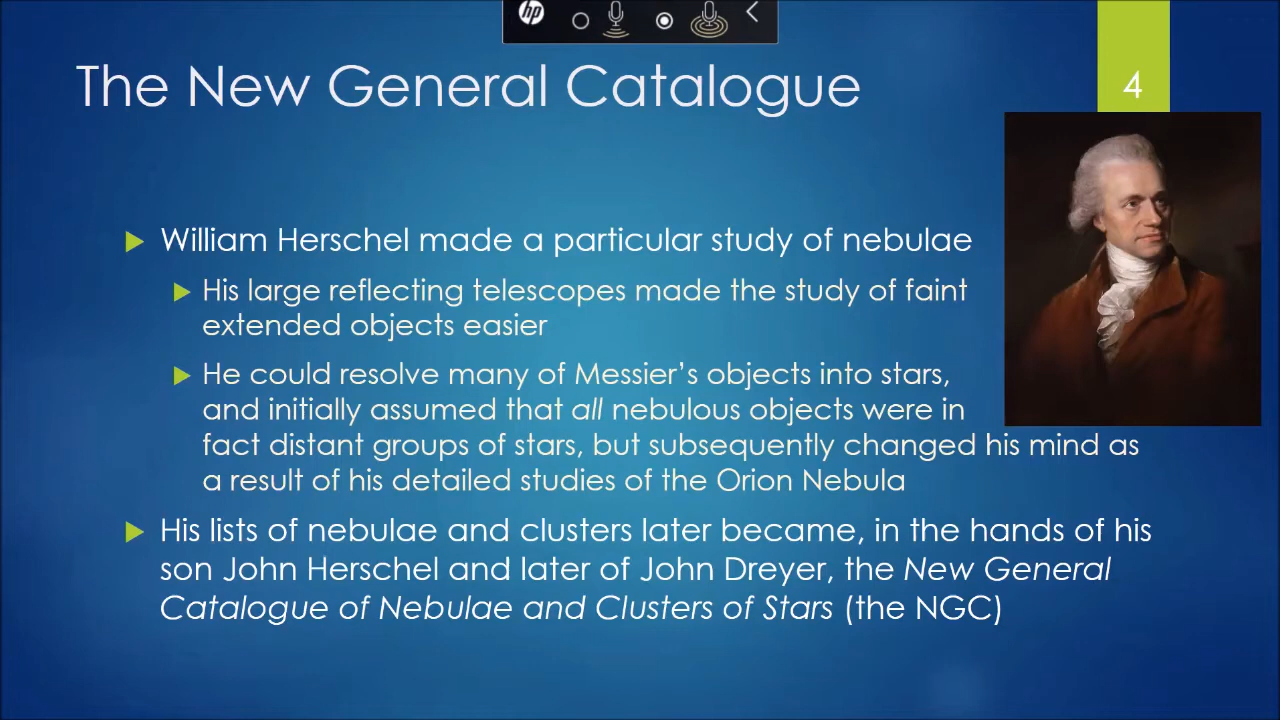 hp
The New General Catalogue
4
William Herschel made a particular study of nebulae
His large reflecting telescopes made the study of faint
extended objects easier
He could resolve many of Messier’s objects into stars,
and initially assumed that all nebulous objects were in
fact distant groups of stars, but subsequently changed his mind as
a result of his detailed studies of the Orion Nebula
His lists of nebulae and clusters later became, in the hands of his
son John Herschel and later of John Dreyer, the New General
Catalogue of Nebulae and Clusters of Stars (the NGC)